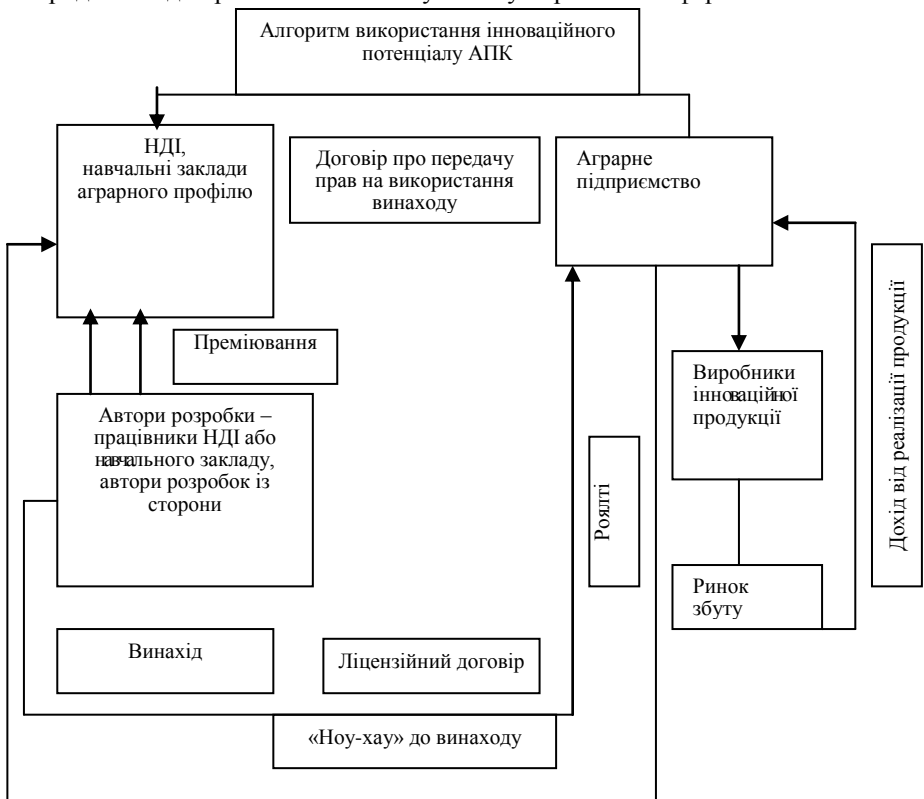 Алгоритм використання інноваційного
потенціалу АПК
НДІ,
навчальні заклади
аграрного профілю
Договір про передачу
прав на використання
винаходу
Аграрне
підприємство
Преміювання
Виробники
інноваційної
продукції
Дохід від реалізації продукції
Автори розробки –
працівники НДІ або
навчального закладу,
автори розробок із
сторони
Роялті
Ринок
збуту
Винахід
Ліцензійний договір
«Ноу-хау» до винаходу